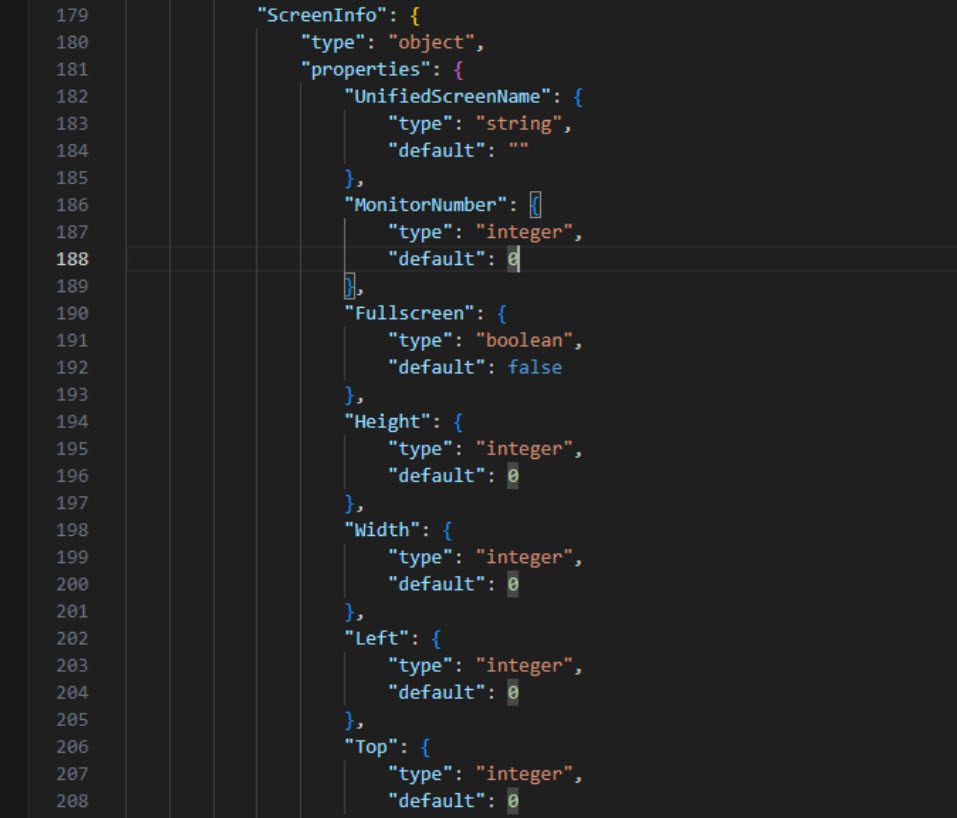 179 "ScreenInfo": {
180 "type": "object",
181 "properties": {
182 "UnifiedScreenName": {
183 "type": "string",
184 "default": ""
185 },
186 "MonitorNumber": {
187 "type": "integer",
188 "default": 0
189 },
190 "Fullscreen": {
191 "type": "boolean",
192 "default": false
193 },
194 "Height": {
195 "type": "integer",
196 "default": 0
197 },
198 "Width": {
199 "type": "integer",
200 "default": 0
201 },
202 "Left": {
203 "type": "integer",
204 "default": 0
205 },
206 "Top": {
207 "type": "integer",
208 "default": 0